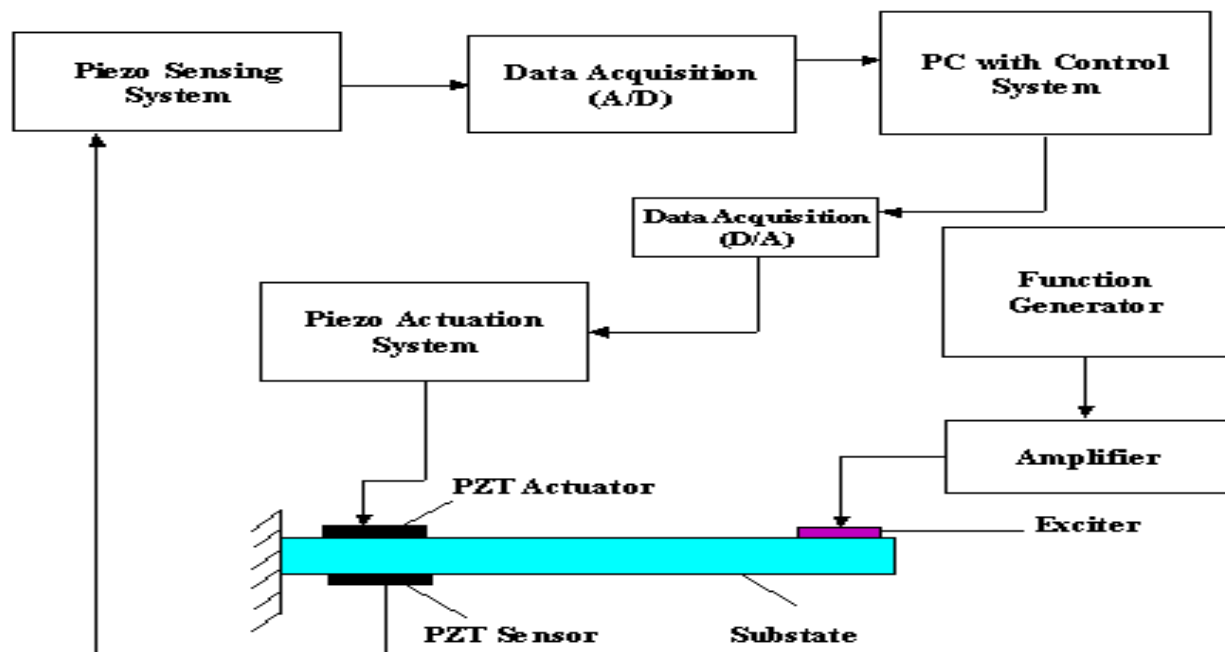 Piezo Sensing
System
Data Acquisition
(A/D)
PC with Control
System
Data Acquisition
(D/A)
Function
Generator
Piezo Actuation
System
Amplifier
PZT Actuator
Exciter
PZT Sensor
Substate